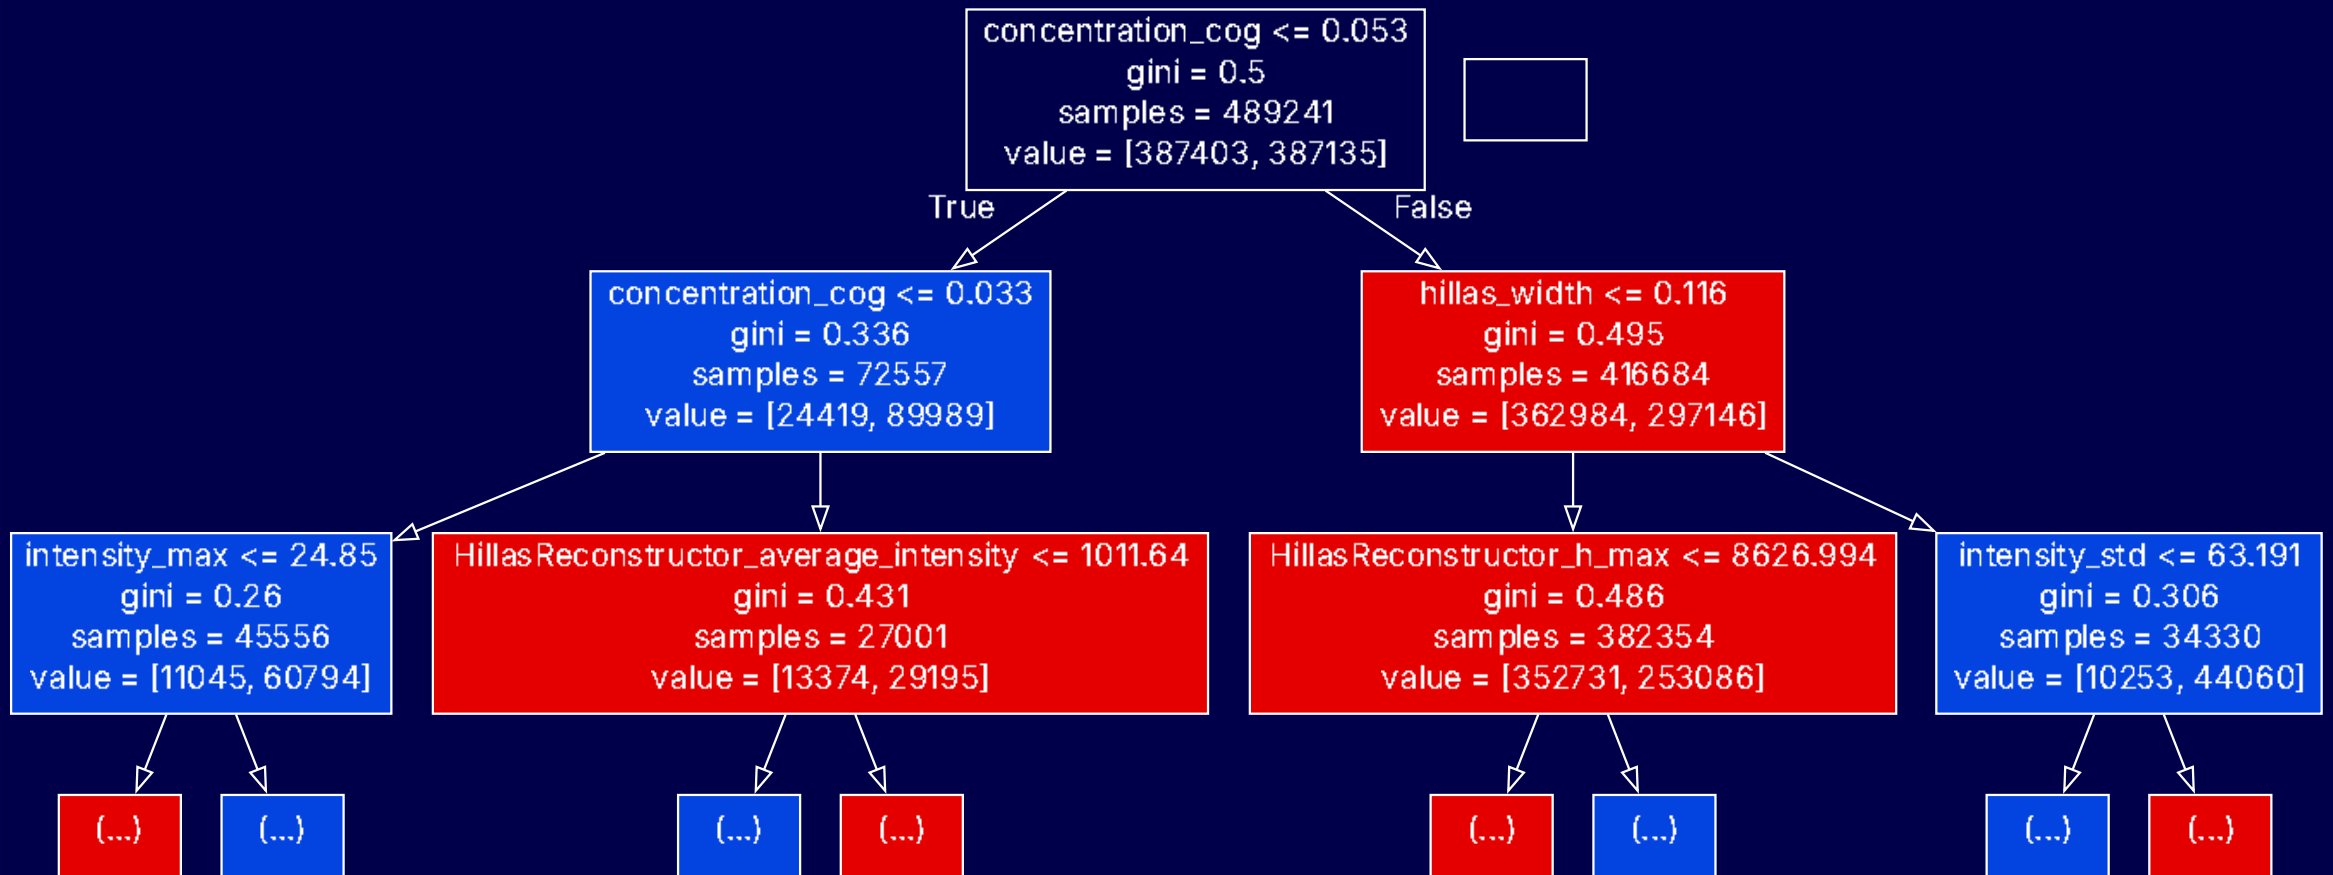 concentration_cog <= 0.053
gini = 0.5
samples = 489241
value = [387403, 387135]
True
False
concentration_cog <= 0.033
gini = 0.336
samples = 72557
value = [24419, 89989]
hillas_width <= 0.116
gini = 0.495
samples = 416684
value = [362984, 297146]
intensity_max <= 24.85
gini = 0.26
samples = 45556
value = [11045, 60794]
HillasReconstructor_average_intensity <= 1011.64
gini = 0.431
samples = 27001
value = [13374, 29195]
HillasReconstructor_h_max <= 8626.994
gini = 0.486
samples = 382354
value = [352731, 253086]
intensity_std <= 63.191
gini = 0.306
samples = 34330
value = [10253, 44060]
(...)
(...)
(...)
(...)
(...)
(...)
(...)
(...)